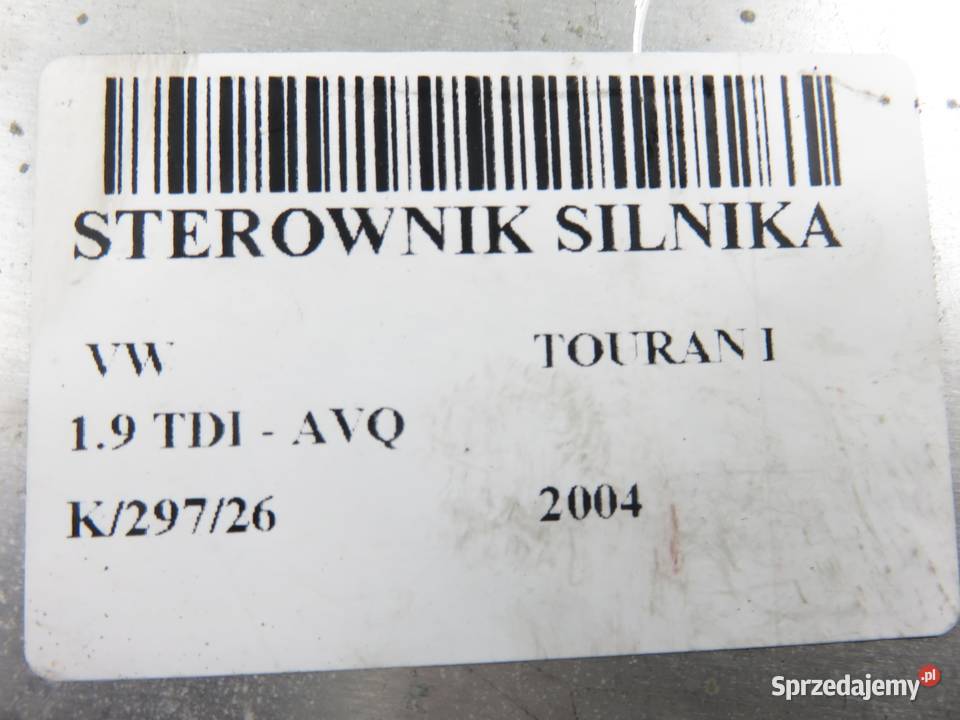 STEROWNIK SILNIKA
VW TOURAN I
1.9 TDI - AVQ
K/297/26 2004
Sprzedajemy.pl